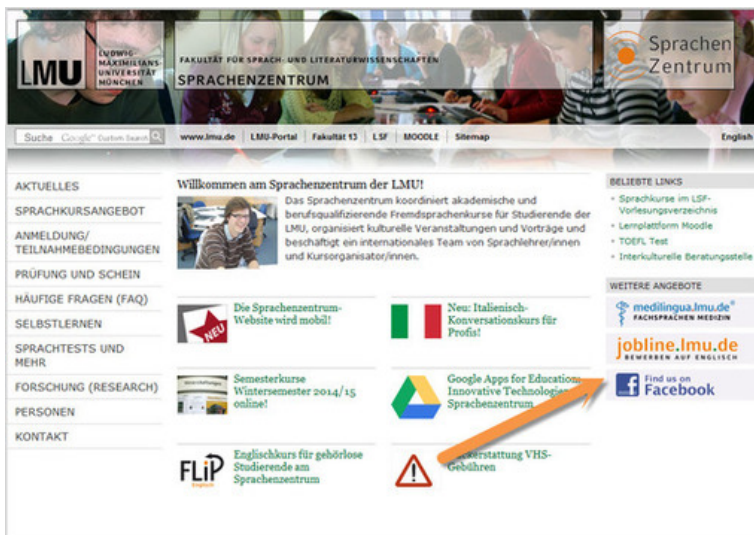 LMU
LUDWIG-
MAXIMILIANS-
UNIVERSITÄT
MÜNCHEN
FAKULTÄT FÜR SPRACH- UND LITERATURWISSENSCHAFTEN
SPRACHENZENTRUM
Sprachen
Zentrum
Suche Google™ Custom Search
www.lmu.de
LMU-Portal
Fakultät 13
LSF
MOODLE
Sitemap
English
AKTUELLES
SPRACHKURSANGEBOT
ANMELDUNG/
TEILNAHMEBEDINGUNGEN
PRÜFUNG UND SCHEIN
HÄUFIGE FRAGEN (FAQ)
SELBSTLERNEN
SPRACHTESTS UND
MEHR
FORSCHUNG (RESEARCH)
PERSONEN
KONTAKT
Willkommen am Sprachenzentrum der LMU!
Das Sprachenzentrum koordiniert akademische und
berufsqualifizierende Fremdsprachenkurse für Studierende der
LMU, organisiert kulturelle Veranstaltungen und Vorträge und
beschäftigt ein internationales Team von Sprachlehrer/innen
und Kursorganisator/innen.
NEU
Die Sprachenzentrum-
Website wird mobil!
Neu: Italienisch-
Konversationskurs für
Profis!
Semesterkurse
Wintersemester 2014/15
online!
Google Apps for Education:
Innovative Technologie
Sprachenzentrum
FLiP
Englisch
Englischkurs für gehörlose
Studierende am
Sprachenzentrum
ckerstattung VHS-
Gebühren
BELIEBTE LINKS
Sprachkurse im LSF-
Vorlesungsverzeichnis
Lernplattform Moodle
TOEFL Test
Interkulturelle Beratungsstelle
WEITERE ANGEBOTE
medilingua.lmu.de®
FACHSPRACHEN MEDIZIN
jobline.lmu.de
BEWERBEN AUF ENGLISCH
Find us on
Facebook